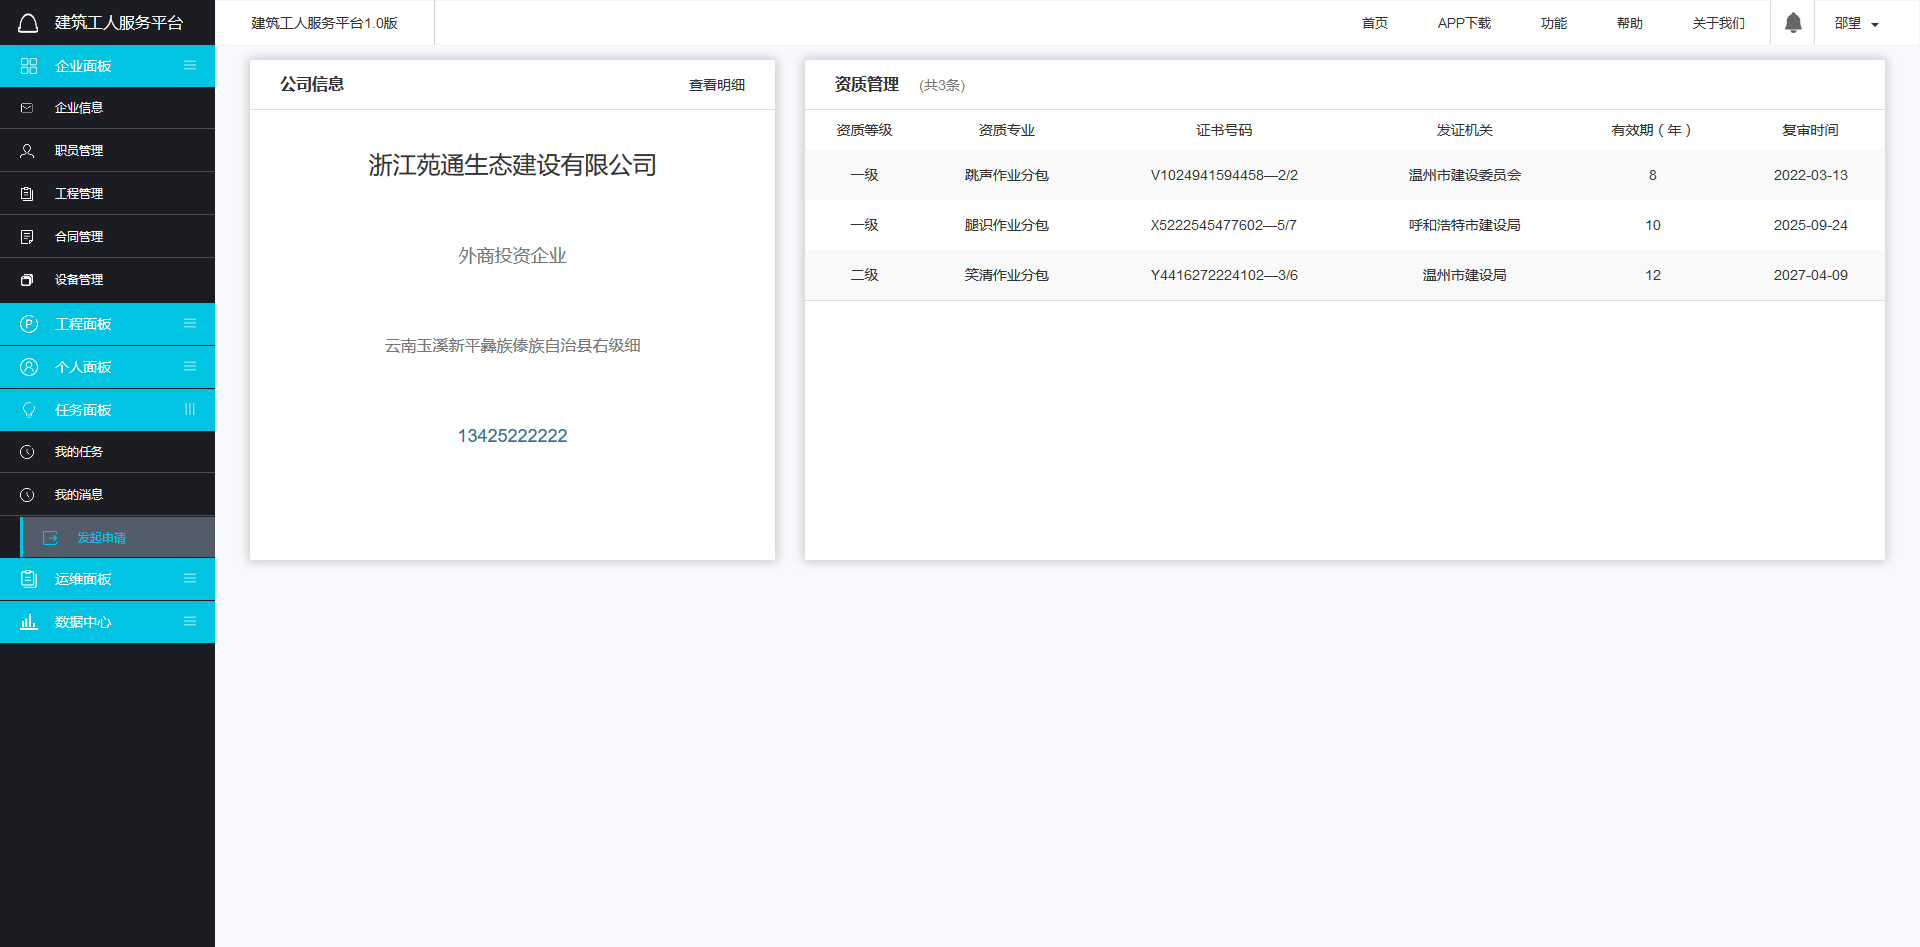 建筑工人服务平台
企业面板
企业信息
职员管理
工程管理
合同管理
设备管理
工程面板
个人面板
任务面板
我的任务
我的消息
发起申请
运维面板
数据中心
建筑工人服务平台1.0版
首页 APP下载 功能 帮助 关于我们 邵望
公司信息 查看明细
浙江苑通生态建设有限公司
外商投资企业
云南玉溪新平彝族傣族自治县石级细
13425222222
资质管理 (共3条)
资质等级 资质专业 证书号码 发证机关 有效期（年） 复审时间
一级 跳声作业分包 V1024941594458—2/2 温州市建设委员会 8 2022-03-13
一级 腿识作业分包 X5222545477602—5/7 呼和浩特市建设局 10 2025-09-24
二级 笑清作业分包 Y4416272224102—3/6 温州市建设局 12 2027-04-09